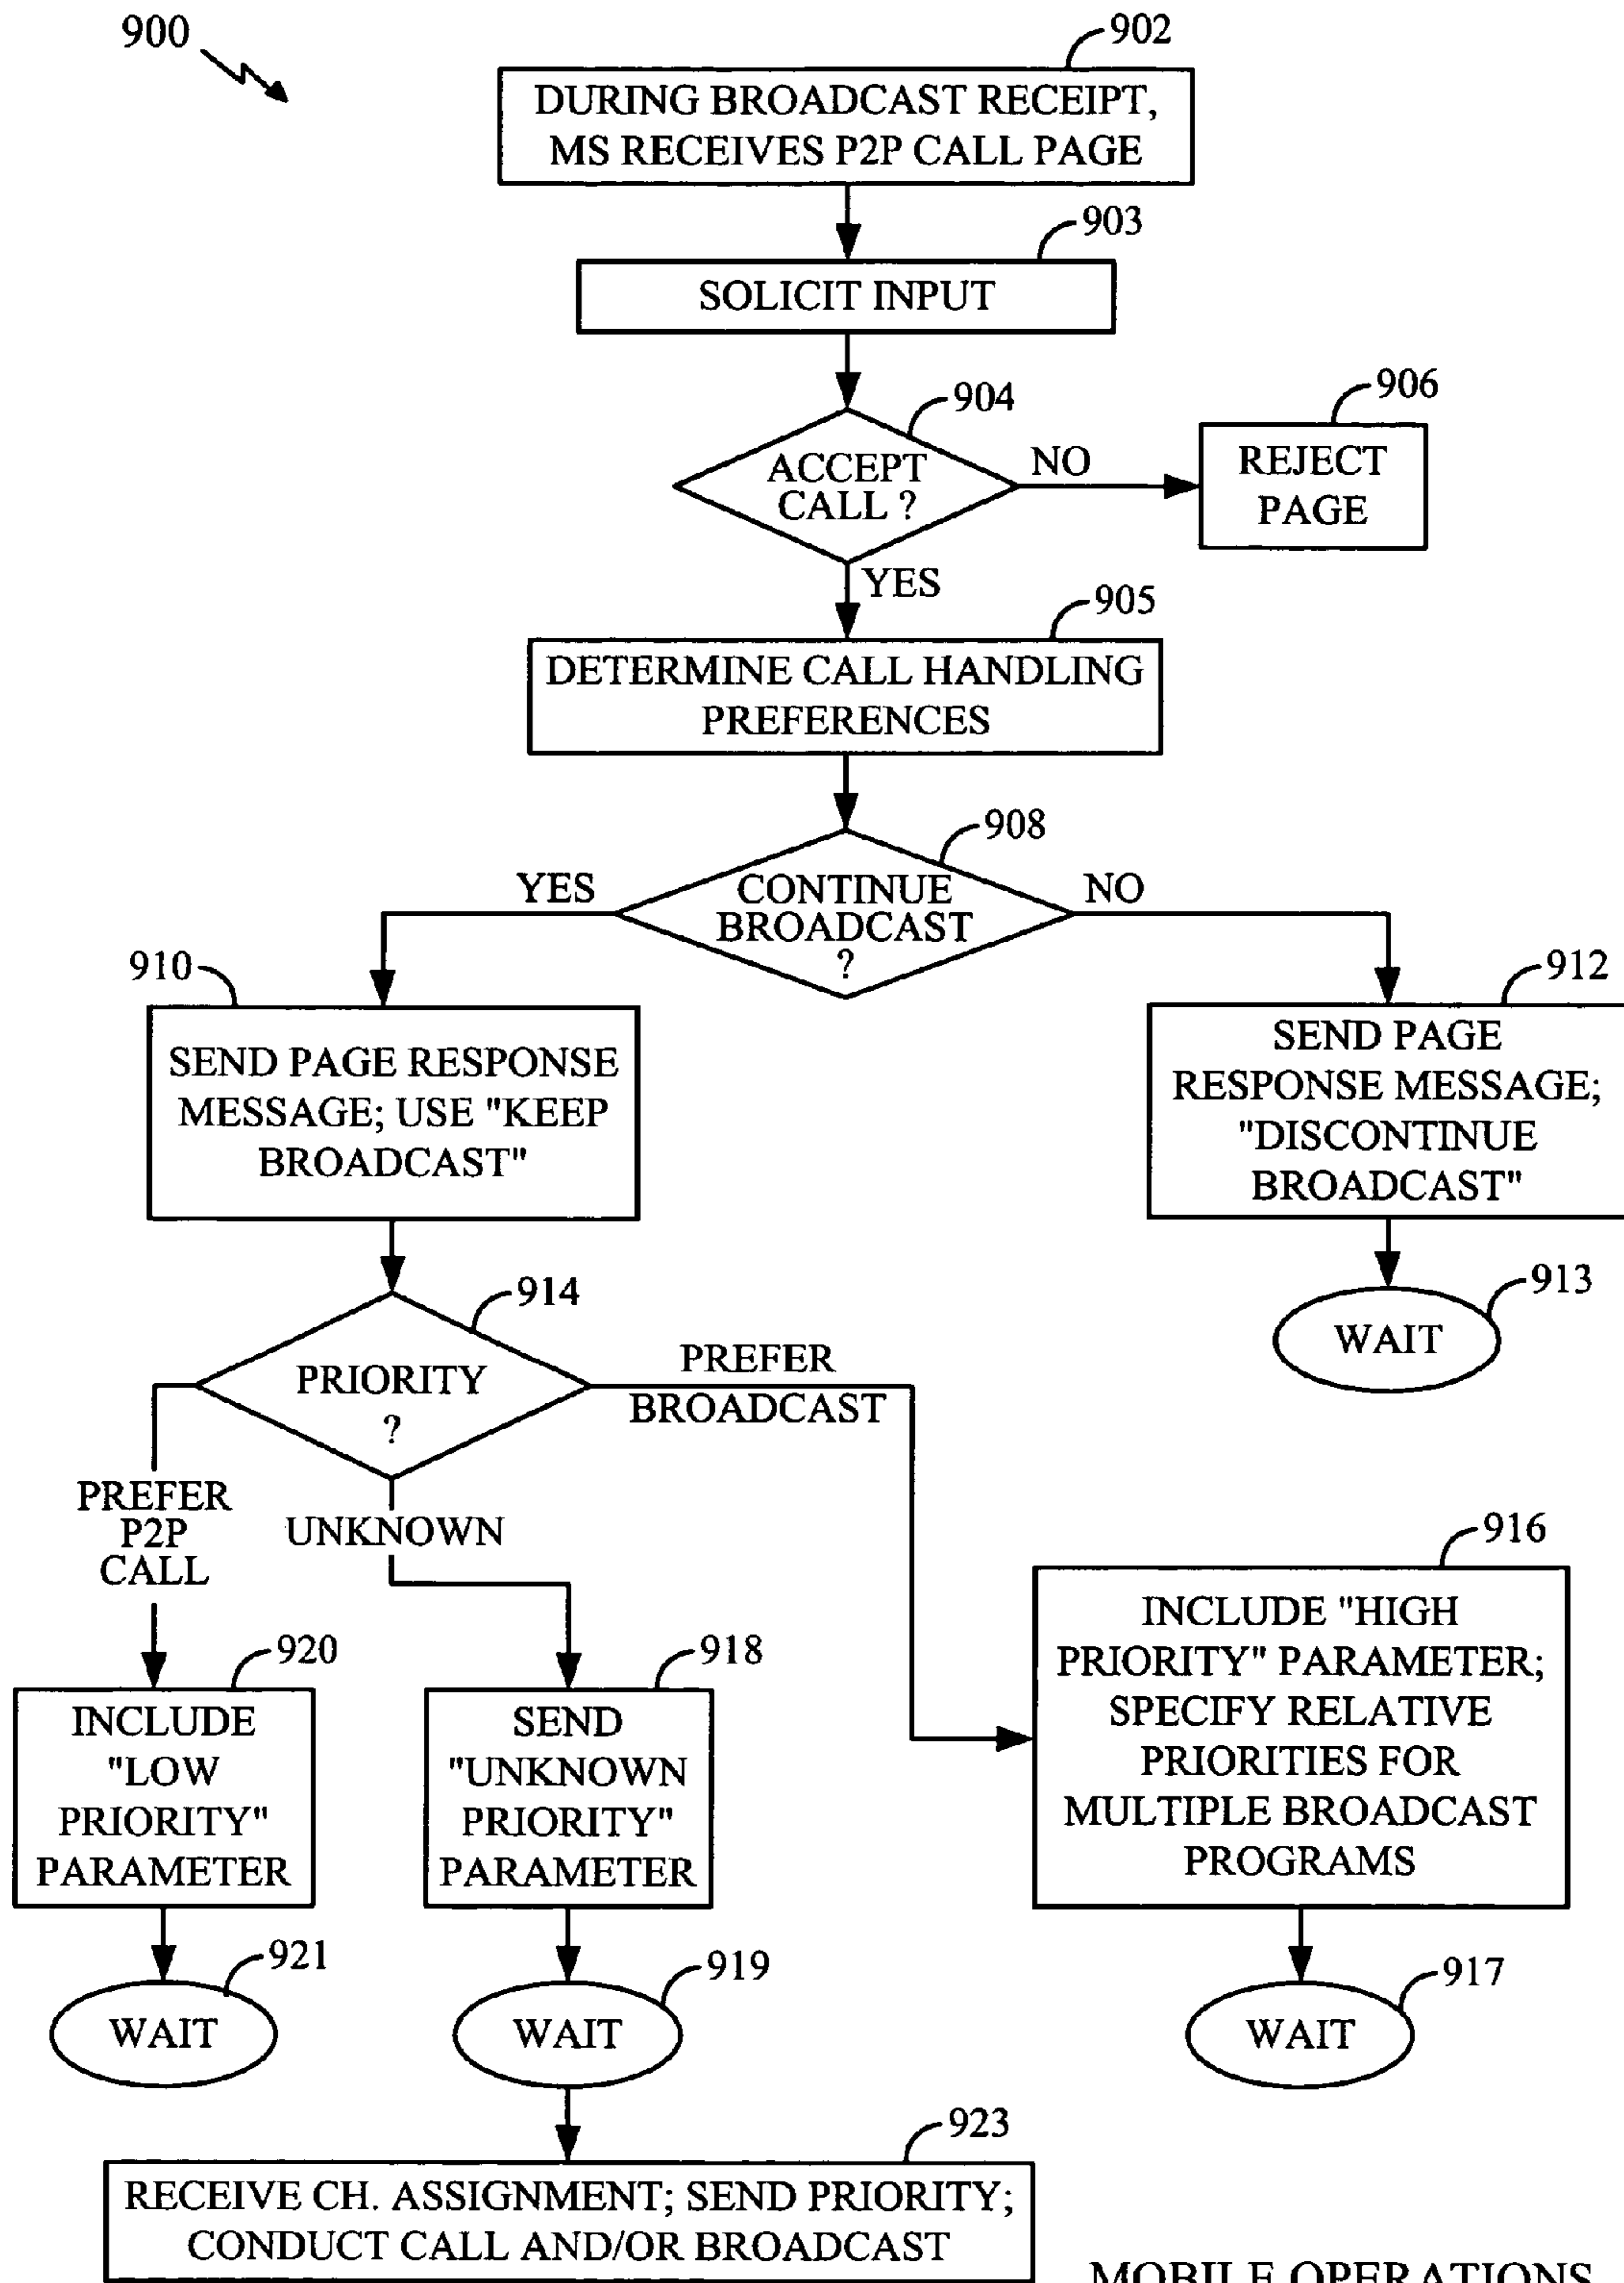 900
902
DURING BROADCAST RECEIPT,
MS RECEIVES P2P CALL PAGE
903
SOLICIT INPUT
904
ACCEPT
CALL ?
NO
906
REJECT
PAGE
YES
905
DETERMINE CALL HANDLING
PREFERENCES
908
CONTINUE
BROADCAST
?
YES
NO
910
SEND PAGE RESPONSE
MESSAGE; USE "KEEP
BROADCAST"
912
SEND PAGE
RESPONSE MESSAGE;
"DISCONTINUE
BROADCAST"
913
WAIT
914
PRIORITY
?
PREFER
BROADCAST
PREFER
P2P
CALL
UNKNOWN
916
INCLUDE "HIGH
PRIORITY" PARAMETER;
SPECIFY RELATIVE
PRIORITIES FOR
MULTIPLE BROADCAST
PROGRAMS
920
INCLUDE
"LOW
PRIORITY"
PARAMETER
918
SEND
"UNKNOWN
PRIORITY"
PARAMETER
921
WAIT
919
WAIT
917
WAIT
923
RECEIVE CH. ASSIGNMENT; SEND PRIORITY;
CONDUCT CALL AND/OR BROADCAST
MOBILE OPERATIONS